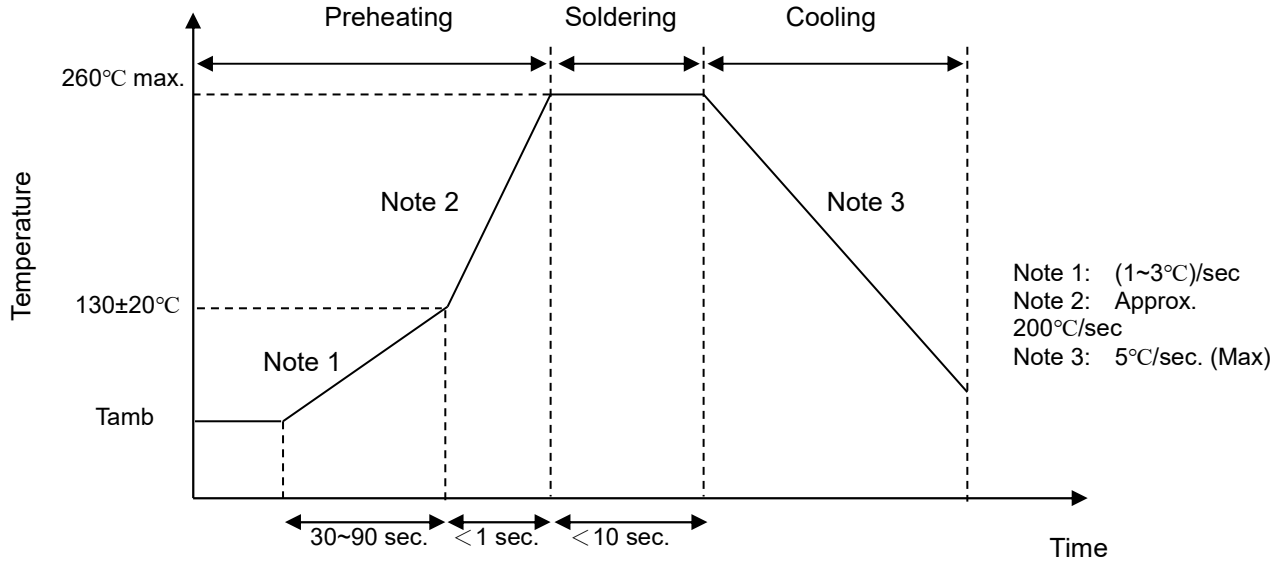 Preheating
Soldering
Cooling
260℃ max.
Temperature
Note 2
Note 3
130±20℃
Note 1
Tamb
Note 1: (1~3℃)/sec
Note 2: Approx.
200℃/sec
Note 3: 5℃/sec. (Max)
30~90 sec.
＜1 sec.
＜10 sec.
Time